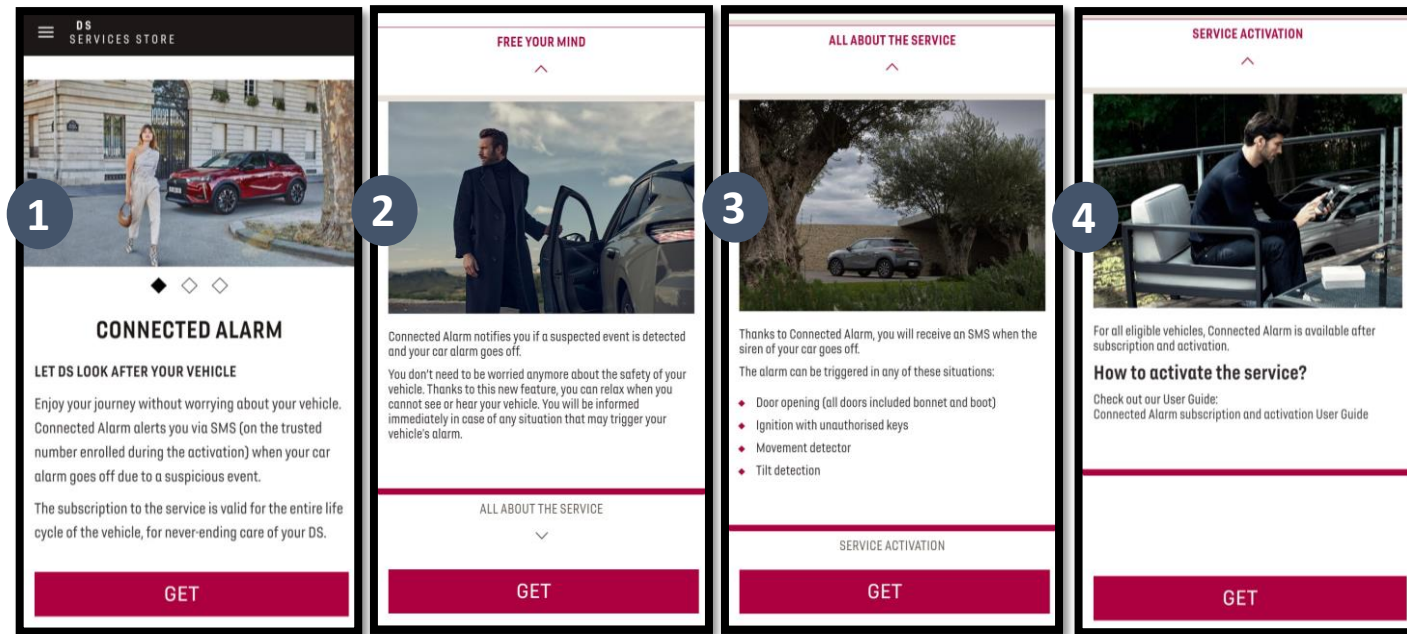 DS
SERVICES STORE
1
CONNECTED ALARM
LET DS LOOK AFTER YOUR VEHICLE
Enjoy your journey without worrying about your vehicle.
Connected Alarm alerts you via SMS (on the trusted
number enrolled during the activation) when your car
alarm goes off due to a suspicious event.
The subscription to the service is valid for the entire life
cycle of the vehicle, for never-ending care of your DS.
GET
FREE YOUR MIND
2
Connected Alarm notifies you if a suspected event is detected
and your car alarm goes off.
You don't need to be worried anymore about the safety of your
vehicle. Thanks to this new feature, you can relax when you
cannot see or hear your vehicle. You will be informed
immediately in case of any situation that may trigger your
vehicle's alarm.
ALL ABOUT THE SERVICE
GET
ALL ABOUT THE SERVICE
3
Thanks to Connected Alarm, you will receive an SMS when the
siren of your car goes off.
The alarm can be triggered in any of these situations:
Door opening (all doors included bonnet and boot)
Ignition with unauthorised keys
Movement detector
Tilt detection
SERVICE ACTIVATION
GET
SERVICE ACTIVATION
4
For all eligible vehicles, Connected Alarm is available after
subscription and activation.
How to activate the service?
Check out our User Guide:
Connected Alarm subscription and activation User Guide
GET